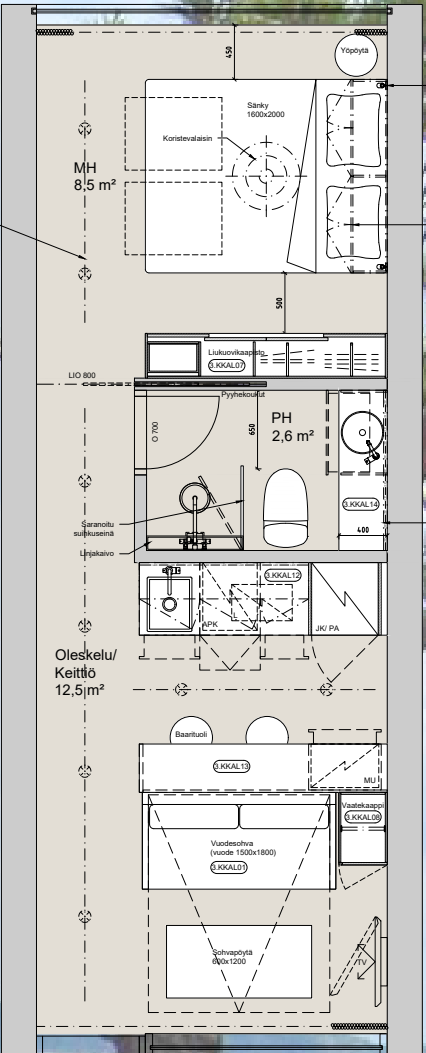 450
Yöpöytä
Sänky
1600x2000
Koristevalaisin
MH
8,5 m²
500
Liukuovikaapisto
3.KKAL07
LIO 800
Pyyhekoukut
O 700
650
PH
2,6 m²
3.KKAL14
400
Saranoitu
suihkuseinä
Linjakaivo
3.KKAL12
L
APK
JK/ PA
Oleskelu/
Keittiö
12,5 m²
Baarituoli
3.KKAL13
MU
Vaatekaappi
3.KKAL08
Vuodesohva
(vuode 1500x1800)
3.KKAL01
Sohvapöytä
600x1200
TV